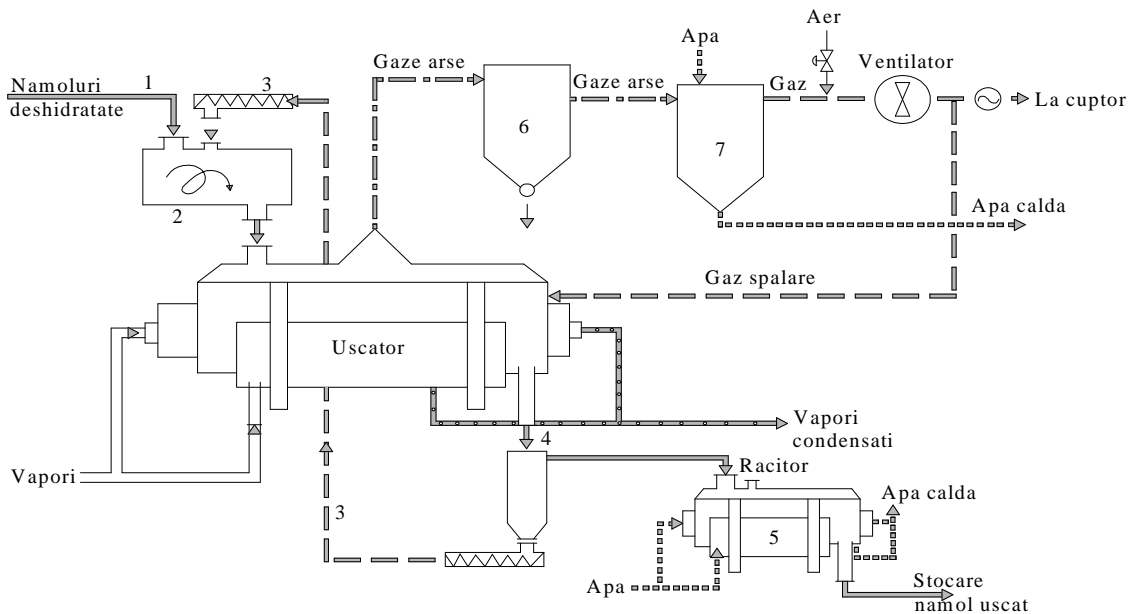 Aer
Apa
Ventilator
Gaze arse
Gaze arse
Gaz
Namoluri
deshidratate
1
3
La cuptor
6
7
2
Apa calda
Gaz spalare
Uscator
Vapori
condensati
4
Vapori
Racitor
Apa calda
3
5
Apa
Stocare
namol uscat